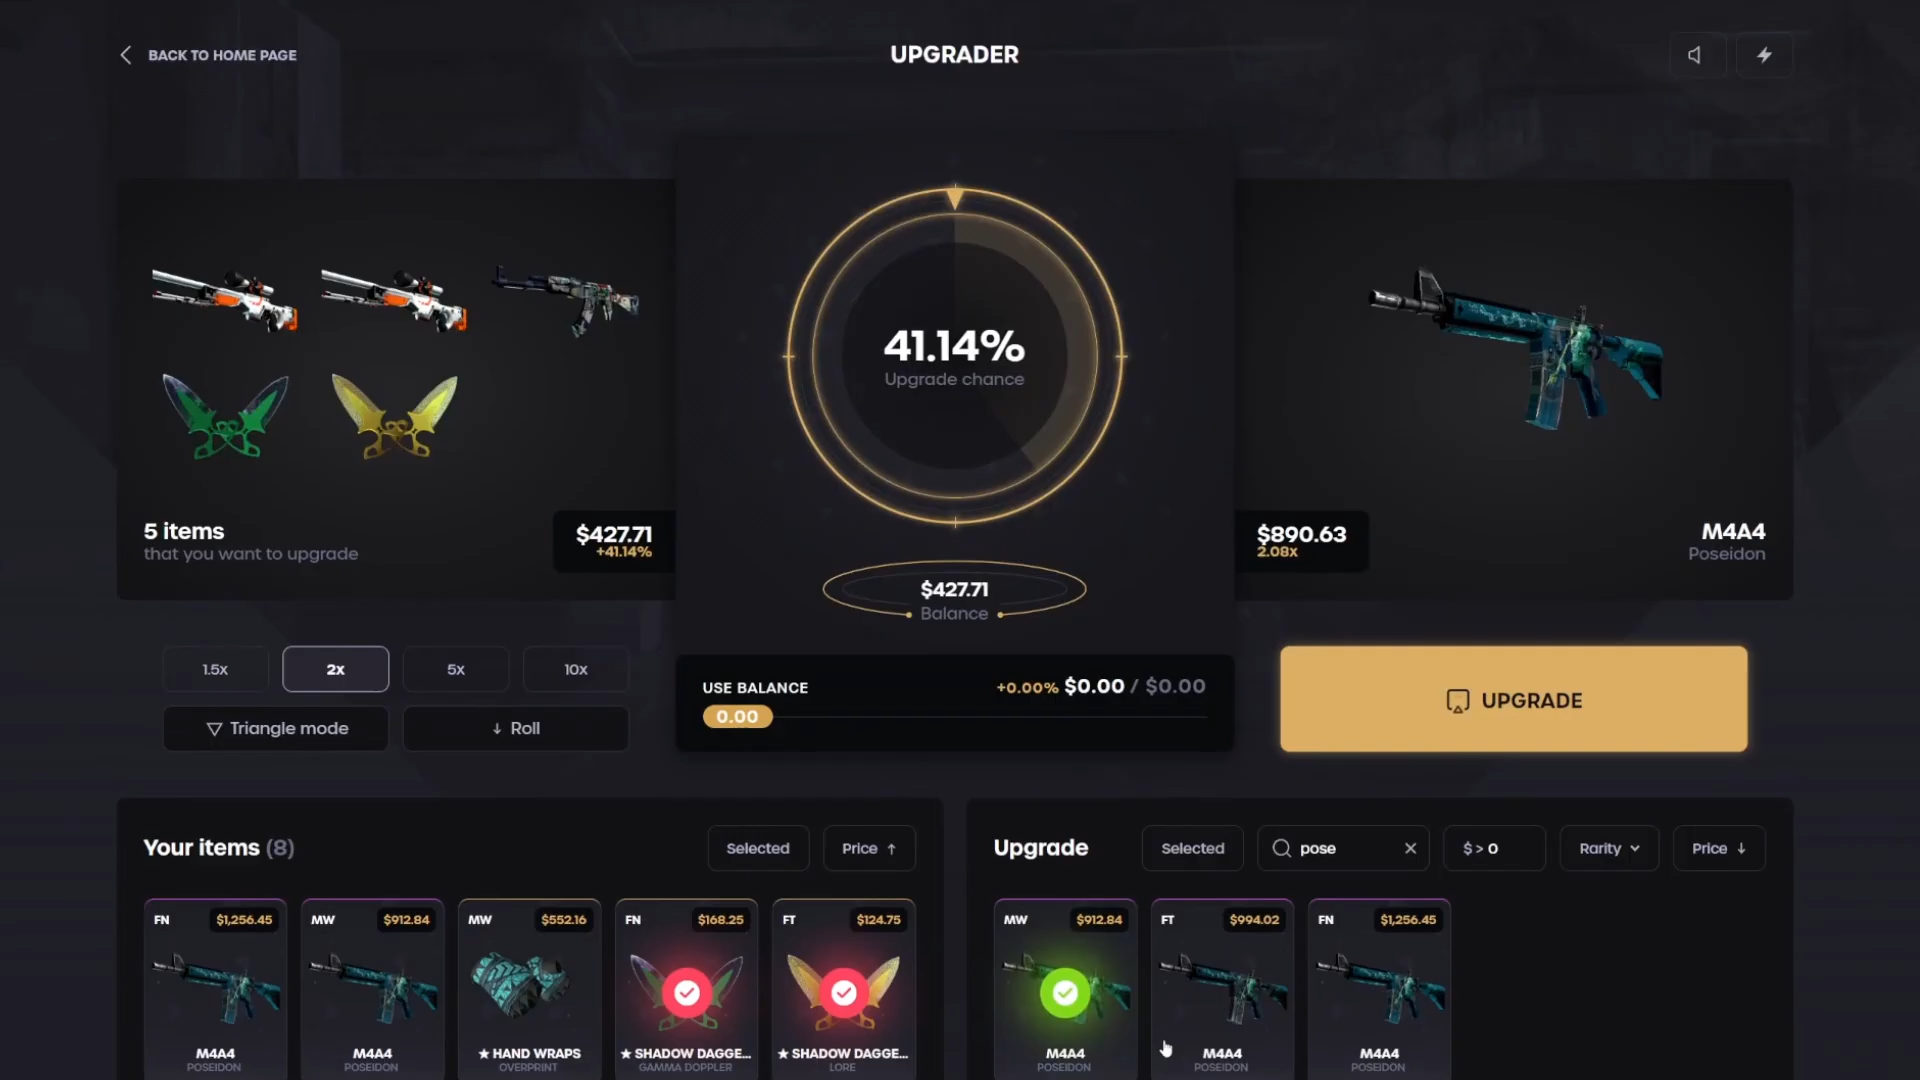 BACK TO HOME PAGE
UPGRADER
41.14%
Upgrade chance
5 items
that you want to upgrade
$427.71
+41.14%
$890.63
2.08x
M4A4
Poseidon
$427.71
Balance
1.5x
2x
5x
10x
Triangle mode
Roll
USE BALANCE
+0.00% $0.00 / $0.00
0.00
UPGRADE
Your items (8)
Selected
Price
Upgrade
Selected
pose
$ > 0
Rarity
Price
FN $1,256.45
M4A4
POSEIDON
MW $912.84
M4A4
POSEIDON
MW $552.16
★ HAND WRAPS
OVERPRINT
FN $168.25
★ SHADOW DAGGE...
GAMMA DOPPLER
FT $124.75
★ SHADOW DAGGE...
LORE
MW $912.84
M4A4
POSEIDON
FT $994.02
M4A4
POSEIDON
FN $1,256.45
M4A4
POSEIDON